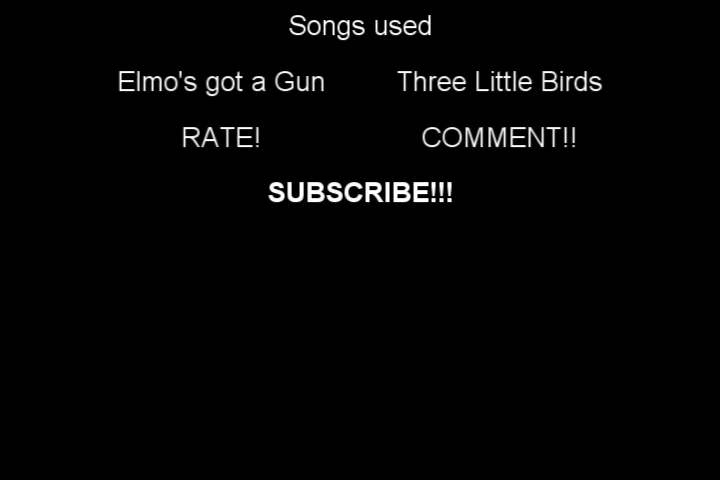 Songs used
Elmo's got a Gun Three Little Birds
RATE! COMMENT!!
SUBSCRIBE!!!